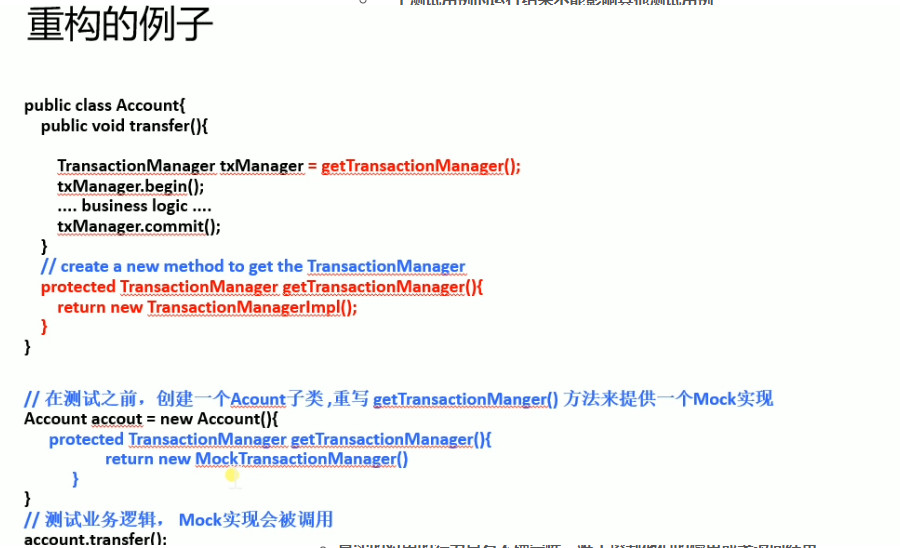 重构的例子
public class Account{
public void transfer(){
TransactionManager txManager = getTransactionManager();
txManager.begin();
.... business logic ....
txManager.commit();
}
// create a new method to get the TransactionManager
protected TransactionManager getTransactionManager(){
return new TransactionManagerImpl();
}
}
// 在测试之前，创建一个Acount子类 ,重写 getTransactionManger() 方法来提供一个Mock实现
Account accout = new Account(){
protected TransactionManager getTransactionManager(){
return new MockTransactionManager()
}
}
// 测试业务逻辑， Mock实现会被调用
account.transfer();